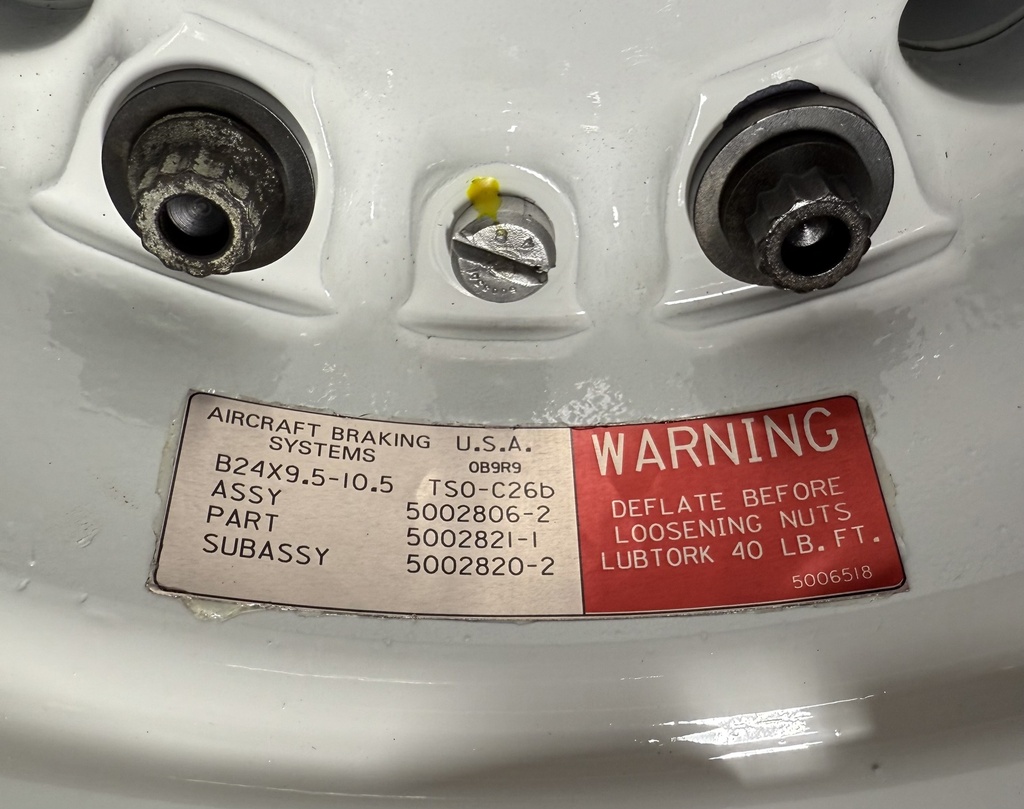 AIRCRAFT BRAKING U.S.A.
SYSTEMS 0B9R9
B24X9.5-10.5 TSO-C26b
ASSY 5002806-2
PART 5002821-1
SUBASSY 5002820-2
WARNING
DEFLATE BEFORE
LOOSENING NUTS
LUBTORK 40 LB. FT.
5006518